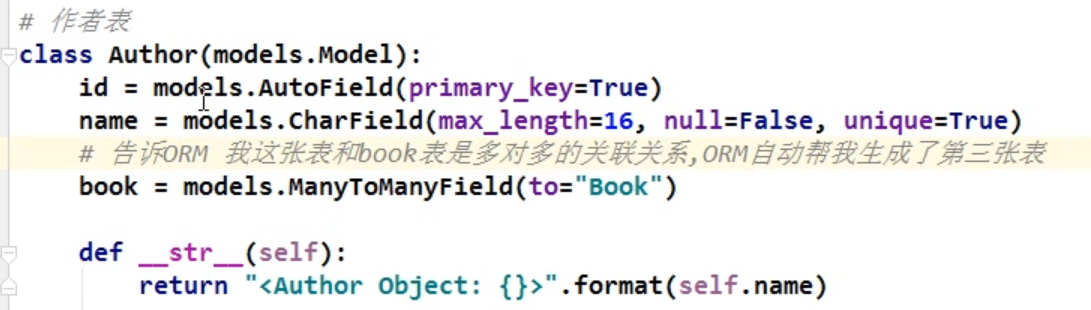 # 作者表
class Author(models.Model):
    id = models.AutoField(primary_key=True)
    name = models.CharField(max_length=16, null=False, unique=True)
    # 告诉ORM 我这张表和book表是多对多的关联关系,ORM自动帮我生成了第三张表
    book = models.ManyToManyField(to="Book")
    def __str__(self):
        return "<Author Object: {}>".format(self.name)